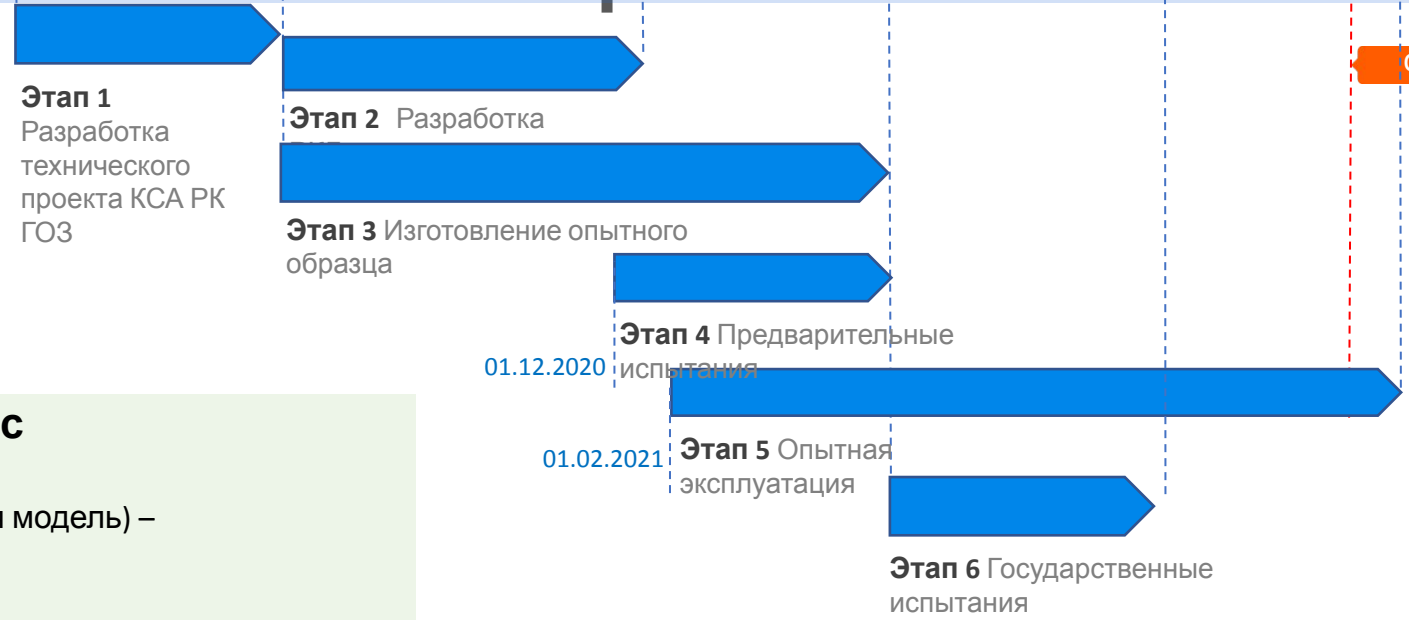 Этап 1
Разработка
технического
проекта КСА РК
ГОЗ
Этап 2 Разработка
Этап 3 Изготовление опытного
образца
Этап 4 Предварительные
испытания
01.12.2020
Этап 5 Опытная
эксплуатация
01.02.2021
Этап 6 Государственные
испытания
с
модель) –